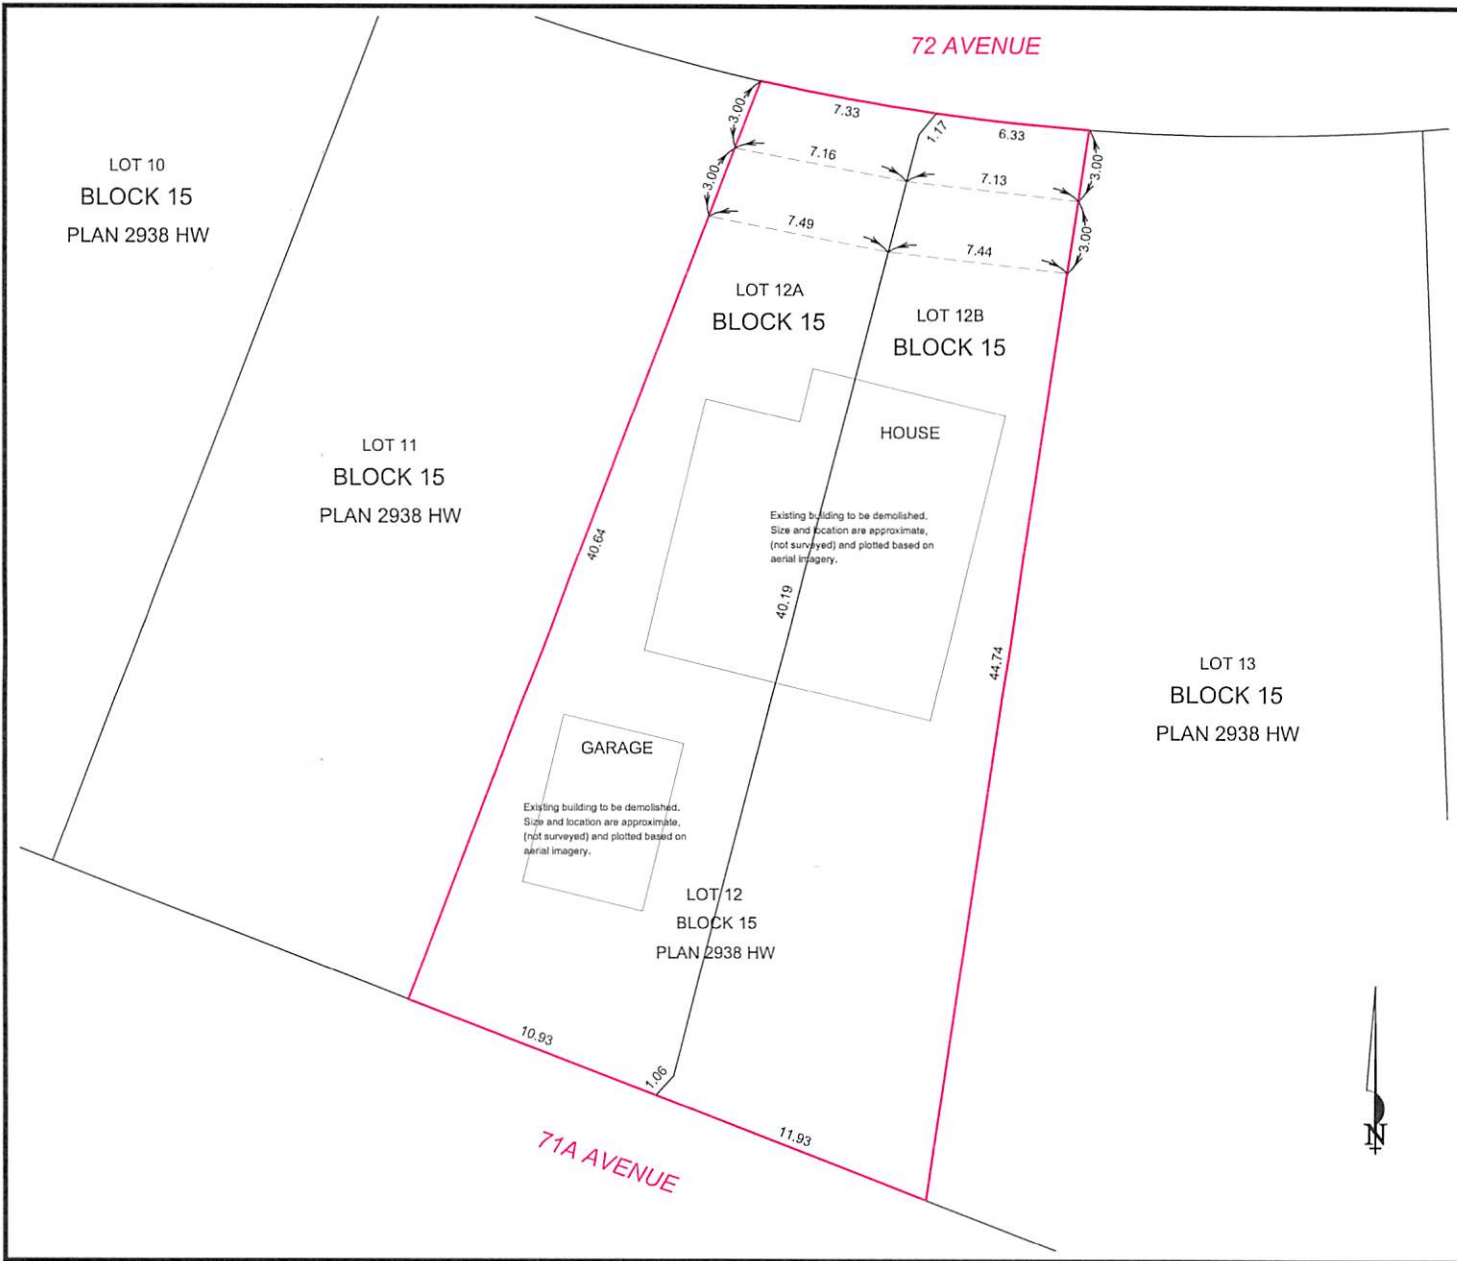 72 AVENUE
3.00
7.33
1.17
6.33
3.00
7.16
7.13
3.00
7.49
7.44
3.00
LOT 10
BLOCK 15
PLAN 2938 HW
LOT 12A
BLOCK 15
LOT 12B
BLOCK 15
HOUSE
LOT 11
BLOCK 15
PLAN 2938 HW
Existing building to be demolished.
Size and location are approximate,
(not surveyed) and plotted based on
aerial imagery.
40.64
40.19
44.74
LOT 13
BLOCK 15
PLAN 2938 HW
GARAGE
Existing building to be demolished.
Size and location are approximate,
(not surveyed) and plotted based on
aerial imagery.
LOT 12
BLOCK 15
PLAN 2938 HW
10.93
1.06
11.93
71A AVENUE
N